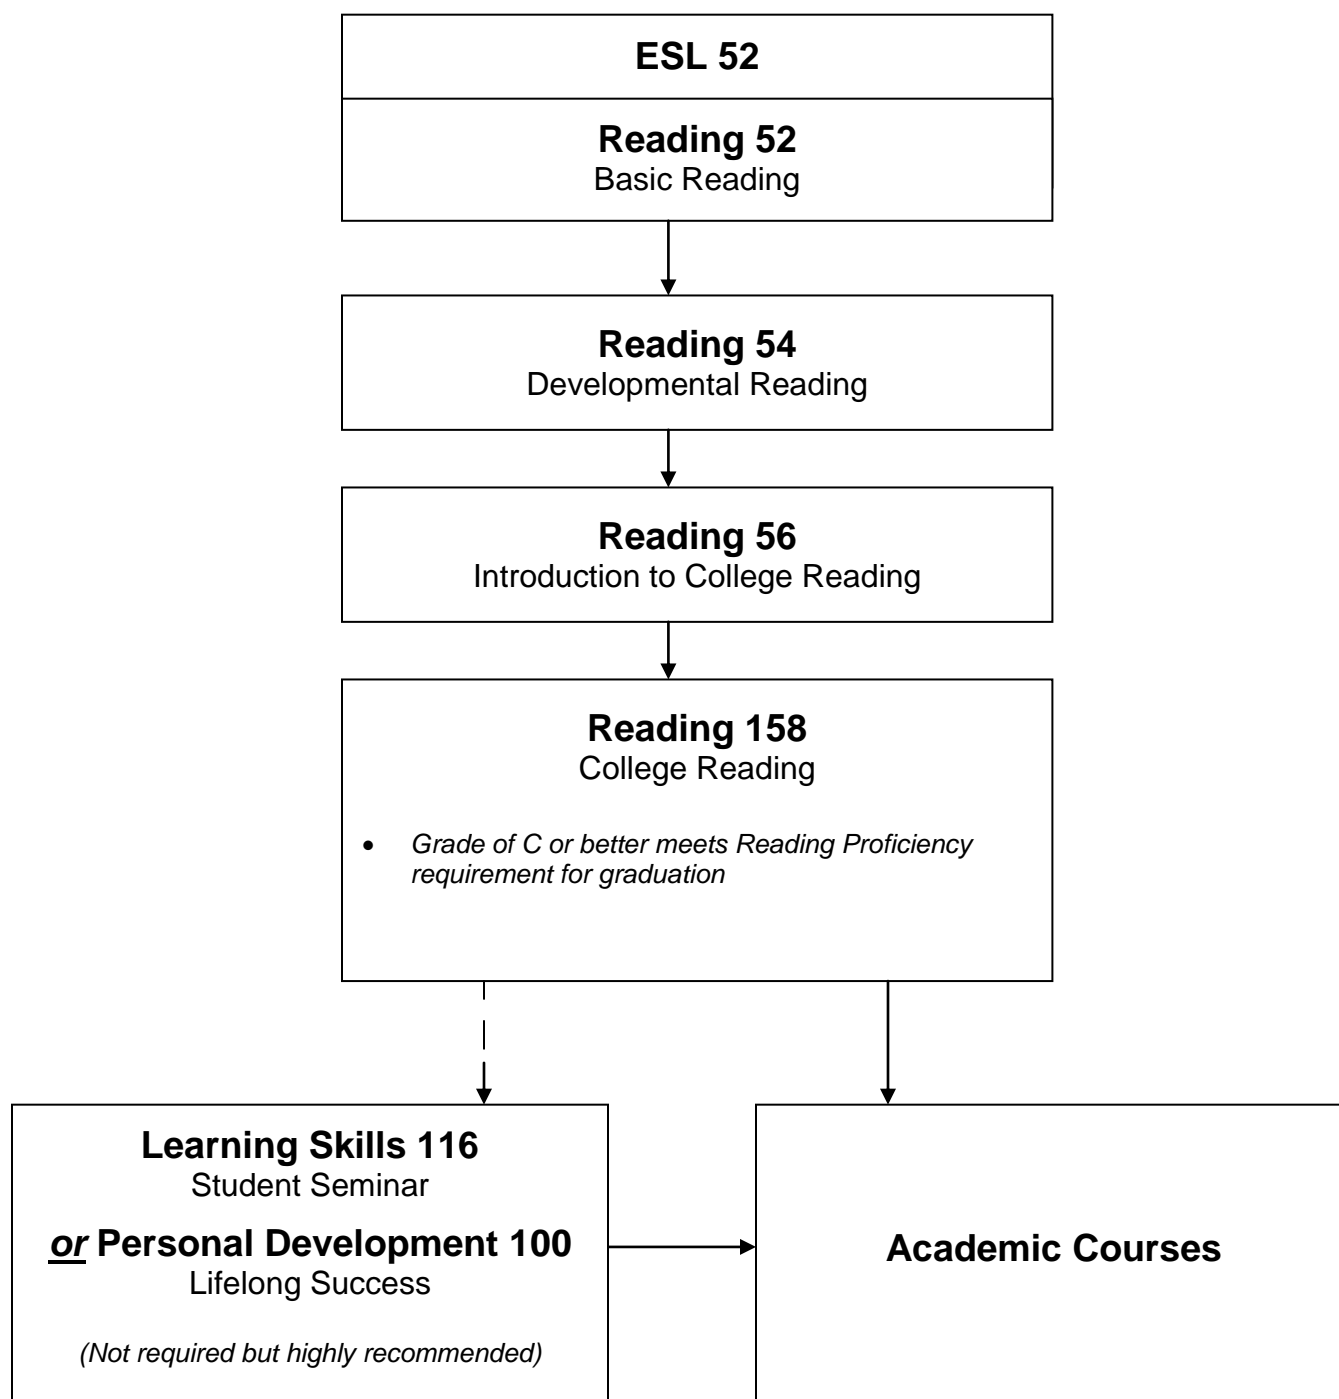 ESL 52
Reading 52
Basic Reading
Reading 54
Developmental Reading
Reading 56
Introduction to College Reading
Reading 158
College Reading
• Grade of C or better meets Reading Proficiency
requirement for graduation
Learning Skills 116
Student Seminar
or Personal Development 100
Lifelong Success
(Not required but highly recommended)
Academic Courses